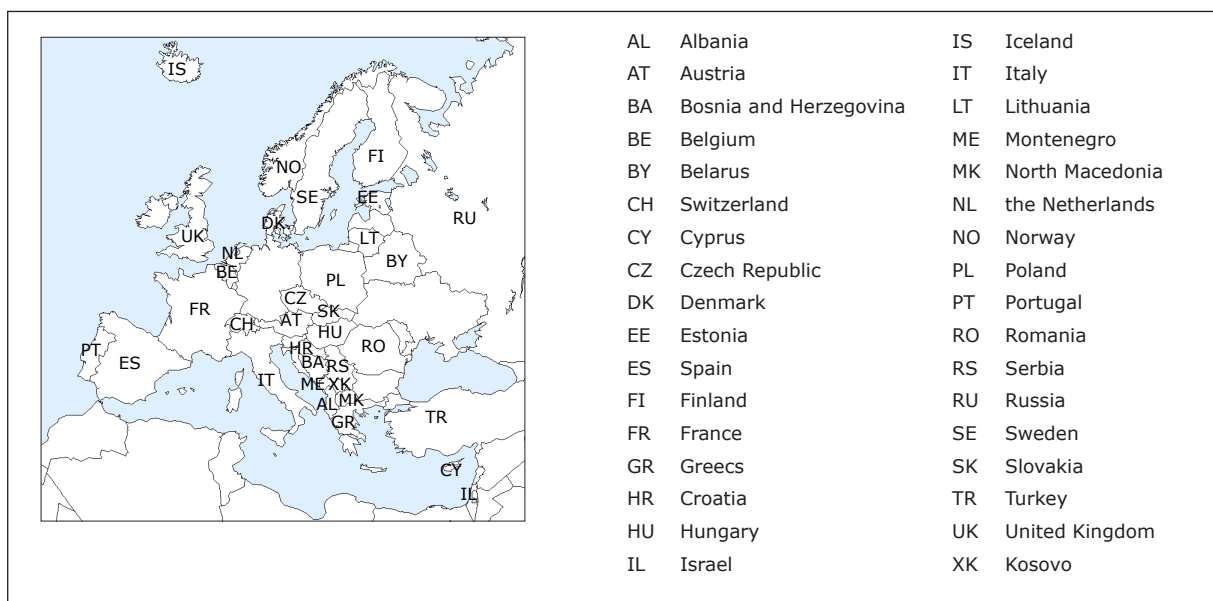 IS
NO
FI
SE
EE
RU
DK
LT
UK
NL
BY
BE
PL
CZ
FR
SK
AT
CH
HU
RO
HR
PT
BA
RS
ES
IT
ME
XK
AL
MK
TR
GR
CY
IL
AL Albania
AT Austria
BA Bosnia and Herzegovina
BE Belgium
BY Belarus
CH Switzerland
CY Cyprus
CZ Czech Republic
DK Denmark
EE Estonia
ES Spain
FI Finland
FR France
GR Greecs
HR Croatia
HU Hungary
IL Israel
IS Iceland
IT Italy
LT Lithuania
ME Montenegro
MK North Macedonia
NL the Netherlands
NO Norway
PL Poland
PT Portugal
RO Romania
RS Serbia
RU Russia
SE Sweden
SK Slovakia
TR Turkey
UK United Kingdom
XK Kosovo